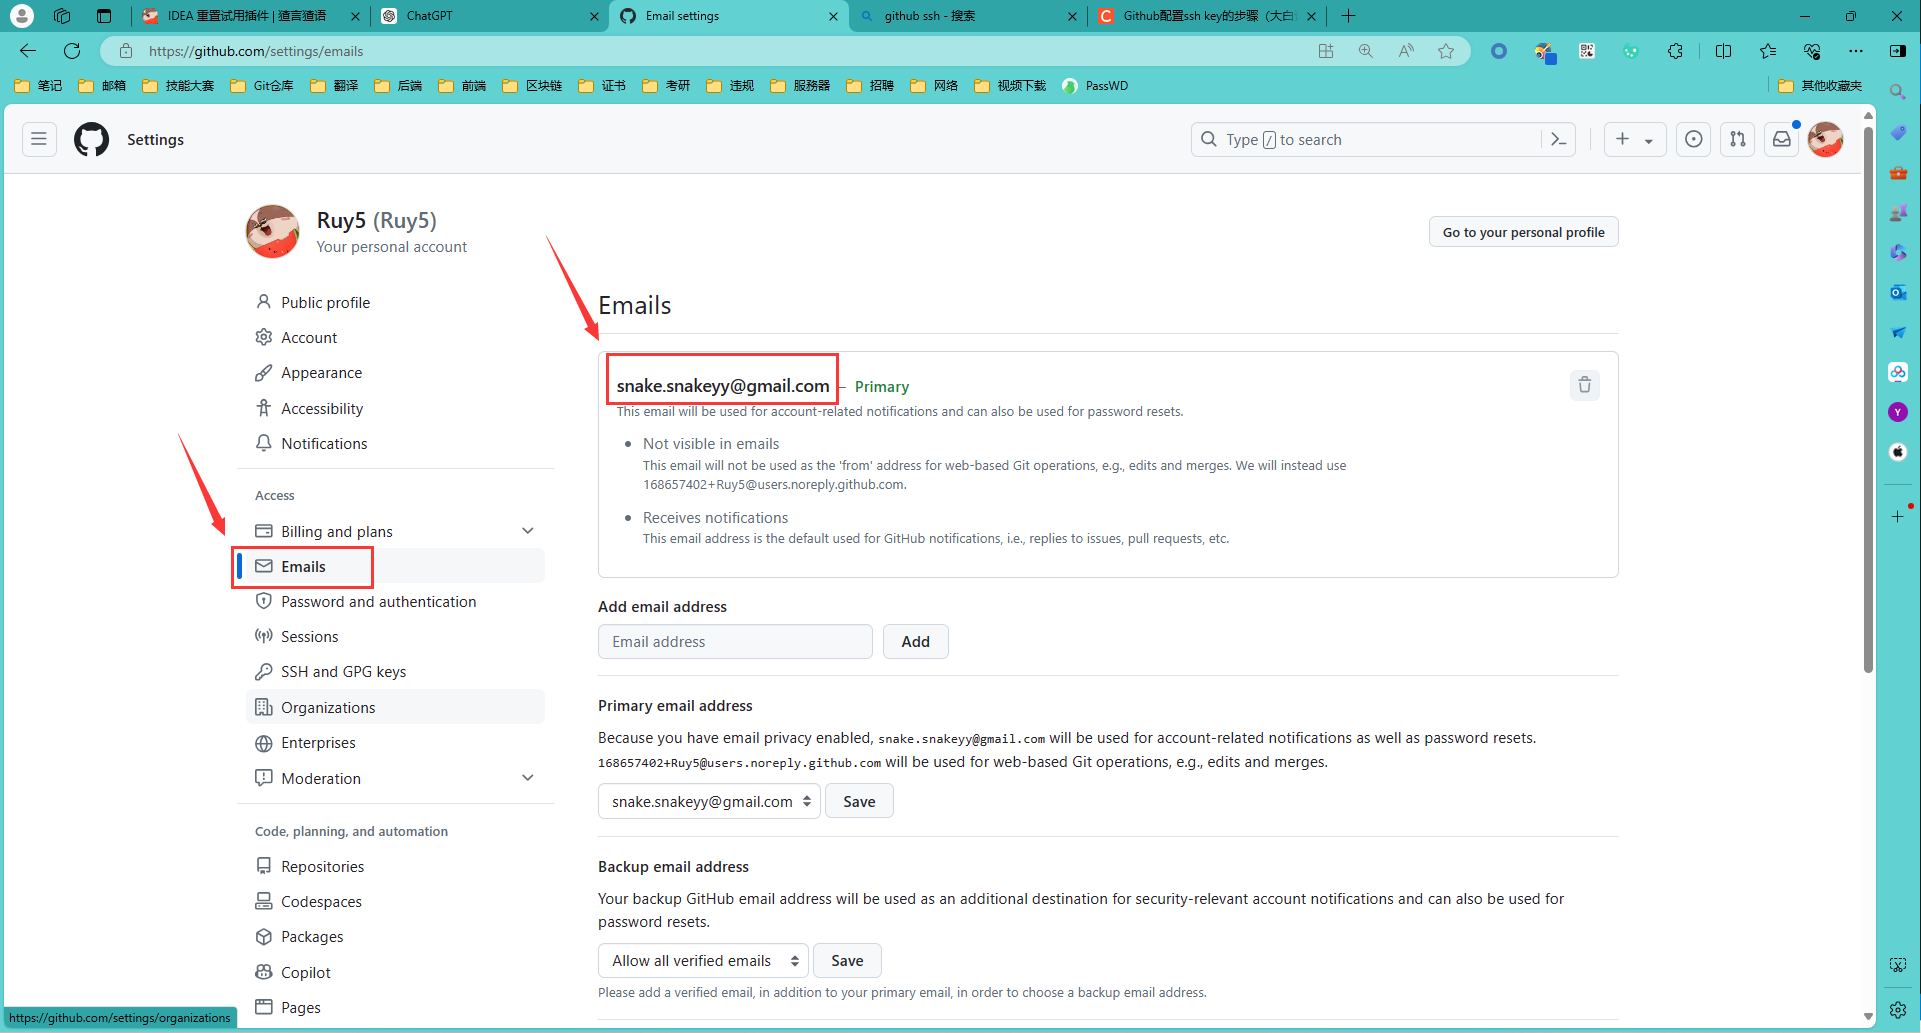 IDEA 重置试用插件 | 猹言猹语
ChatGPT
Email settings
github ssh - 搜索
Github配置ssh key的步骤（大白
https://github.com/settings/emails
笔记
邮箱
技能大赛
Git仓库
翻译
后端
前端
区块链
证书
考研
违规
服務器
招聘
网络
视频下载
PassWD
其他收藏夹
Settings
Type / to search
Ruy5 (Ruy5)
Your personal account
Go to your personal profile
Public profile
Account
Appearance
Accessibility
Notifications
Access
Billing and plans
Emails
Password and authentication
Sessions
SSH and GPG keys
Organizations
Enterprises
Moderation
Code, planning, and automation
Repositories
Codespaces
Packages
Copilot
Pages
Emails
snake.snakeyy@gmail.com – Primary
This email will be used for account-related notifications and can also be used for password resets.
Not visible in emails
This email will not be used as the 'from' address for web-based Git operations, e.g., edits and merges. We will instead use
168657402+Ruy5@users.noreply.github.com.
Receives notifications
This email address is the default used for GitHub notifications, i.e., replies to issues, pull requests, etc.
Add email address
Email address
Add
Primary email address
Because you have email privacy enabled, snake.snakeyy@gmail.com will be used for account-related notifications as well as password resets.
168657402+Ruy5@users.noreply.github.com will be used for web-based Git operations, e.g., edits and merges.
snake.snakeyy@gmail.com
Save
Backup email address
Your backup GitHub email address will be used as an additional destination for security-relevant account notifications and can also be used for
password resets.
Allow all verified emails
Save
Please add a verified email, in addition to your primary email, in order to choose a backup email address.
https://github.com/settings/organizations
Y